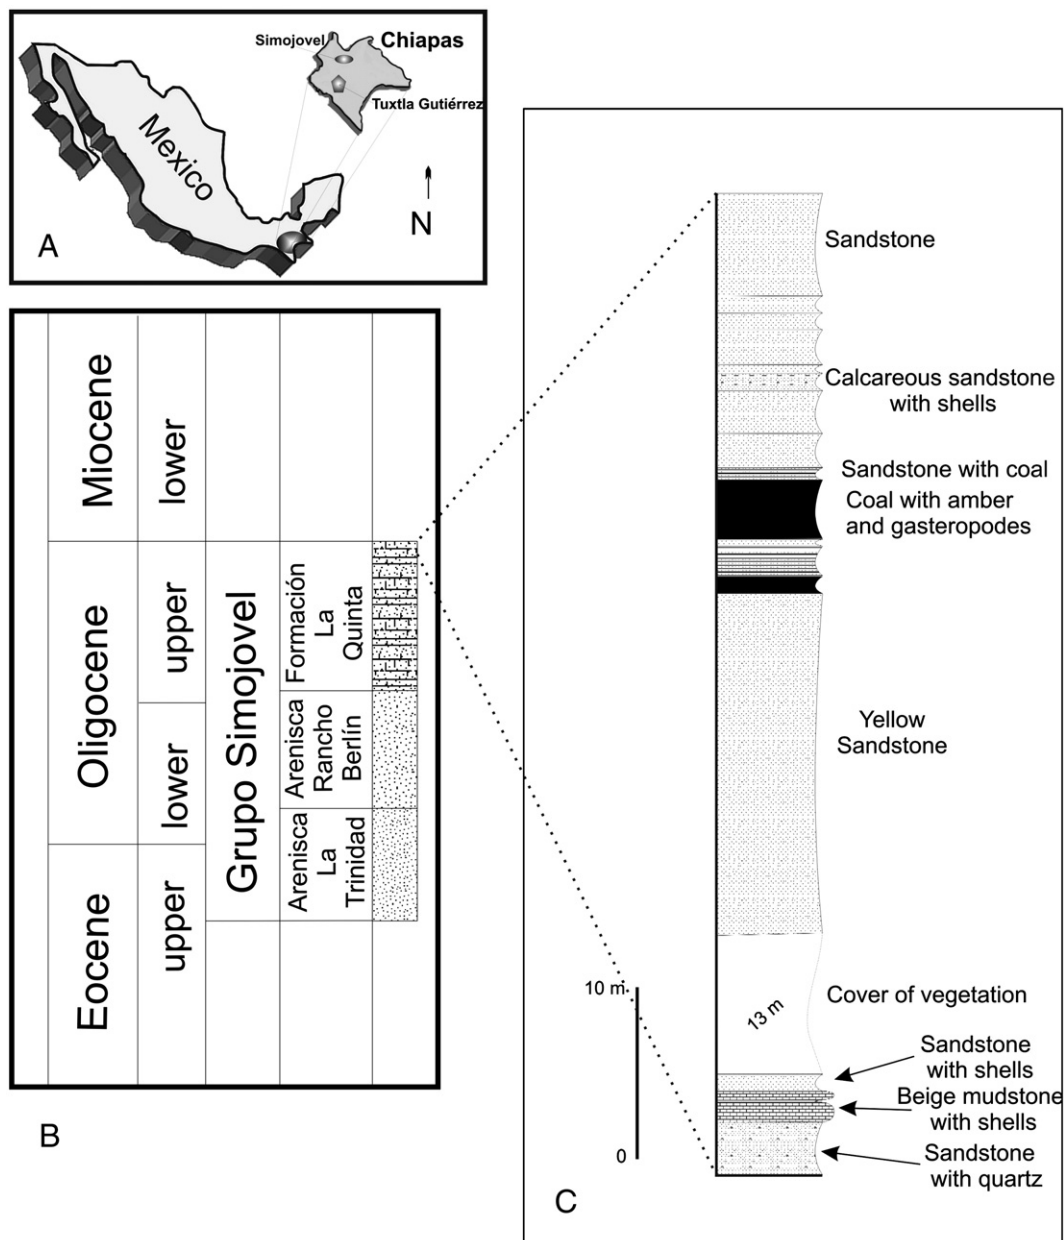 Simojovel
Chiapas
Tuxtla Gutiérrez
Mexico
N
A
Miocene
lower
Oligocene
upper
lower
Eocene
upper
Grupo Simojovel
Formación
La
Quinta
Arenisca
Rancho
Berlín
Arenisca
La
Trinidad
B
Sandstone
Calcareous sandstone
with shells
Sandstone with coal
Coal with amber
and gasteropodes
Yellow
Sandstone
10 m
13 m
Cover of vegetation
Sandstone
with shells
Beige mudstone
with shells
Sandstone
with quartz
0
C